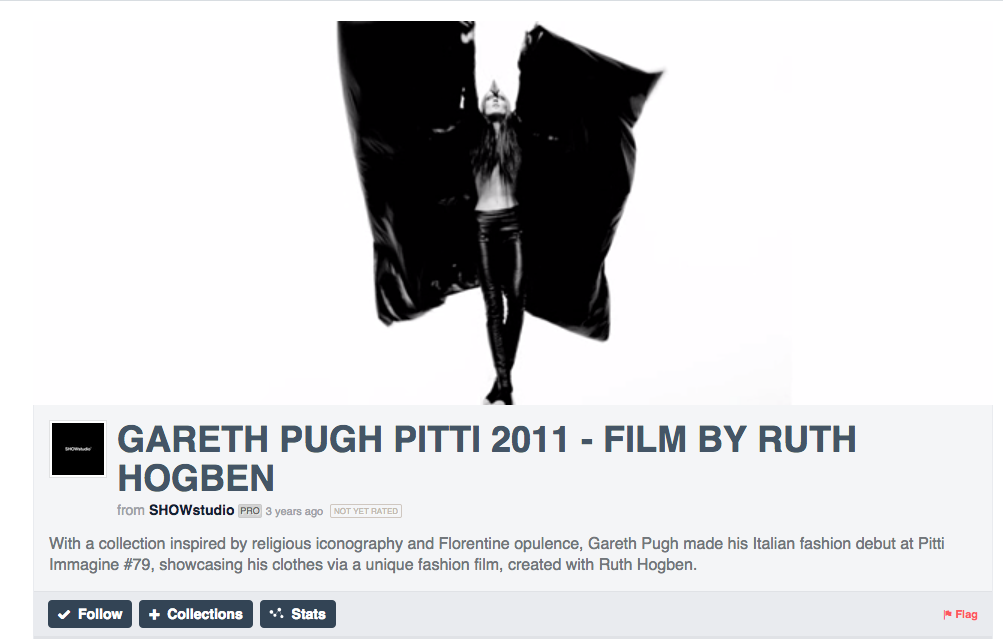 SHOWstudio
GARETH PUGH PITTI 2011 - FILM BY RUTH
HOGBEN
from SHOWstudio PRO 3 years ago NOT YET RATED
With a collection inspired by religious iconography and Florentine opulence, Gareth Pugh made his Italian fashion debut at Pitti
Immagine #79, showcasing his clothes via a unique fashion film, created with Ruth Hogben.
Follow Collections Stats Flag